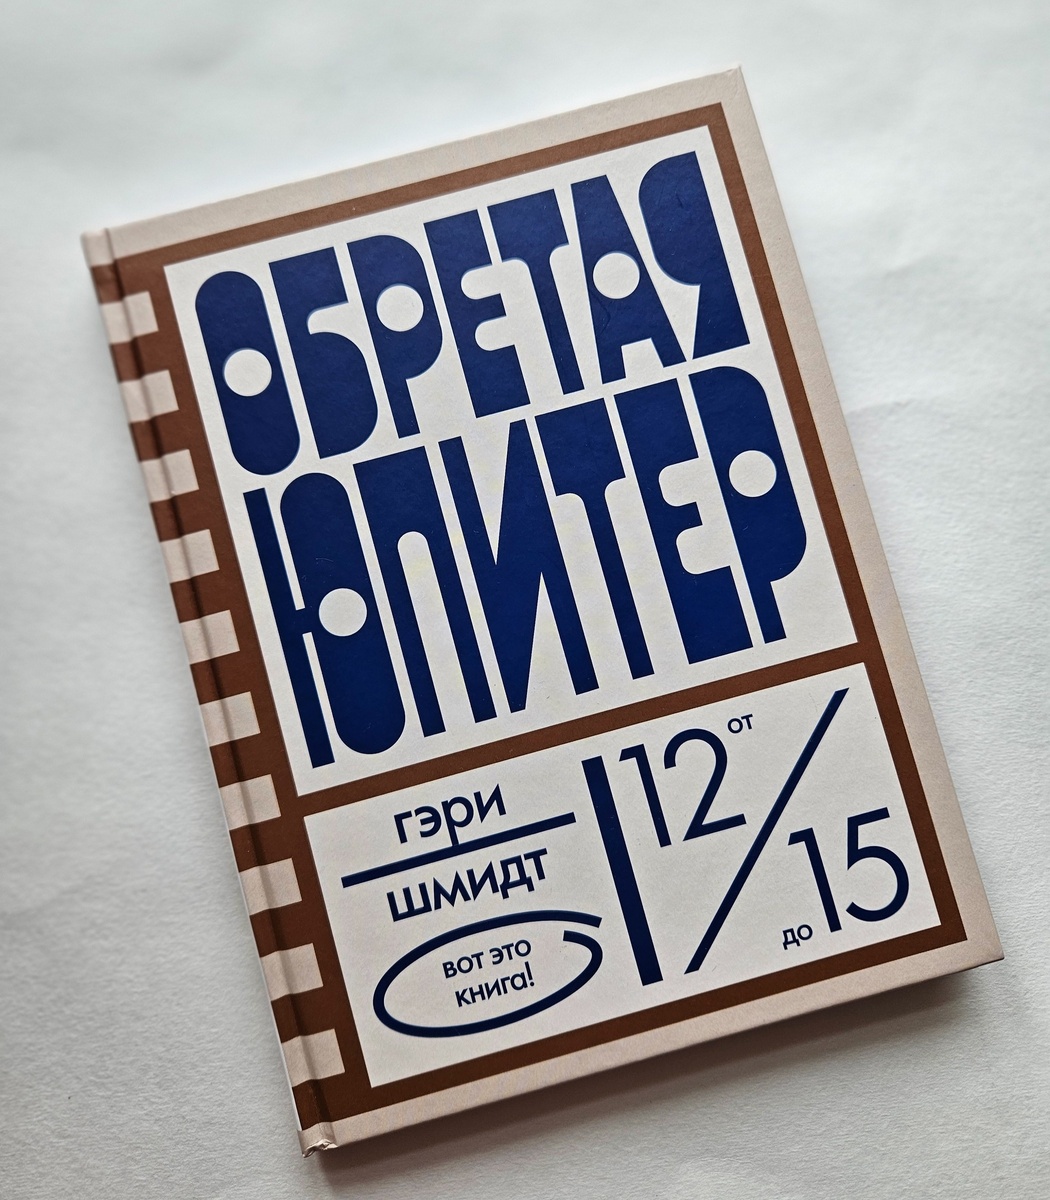 ОБРЕТАЯ
ЮПИТЕР
гэри
шмидт
вот это
книга!
от 12
до 15